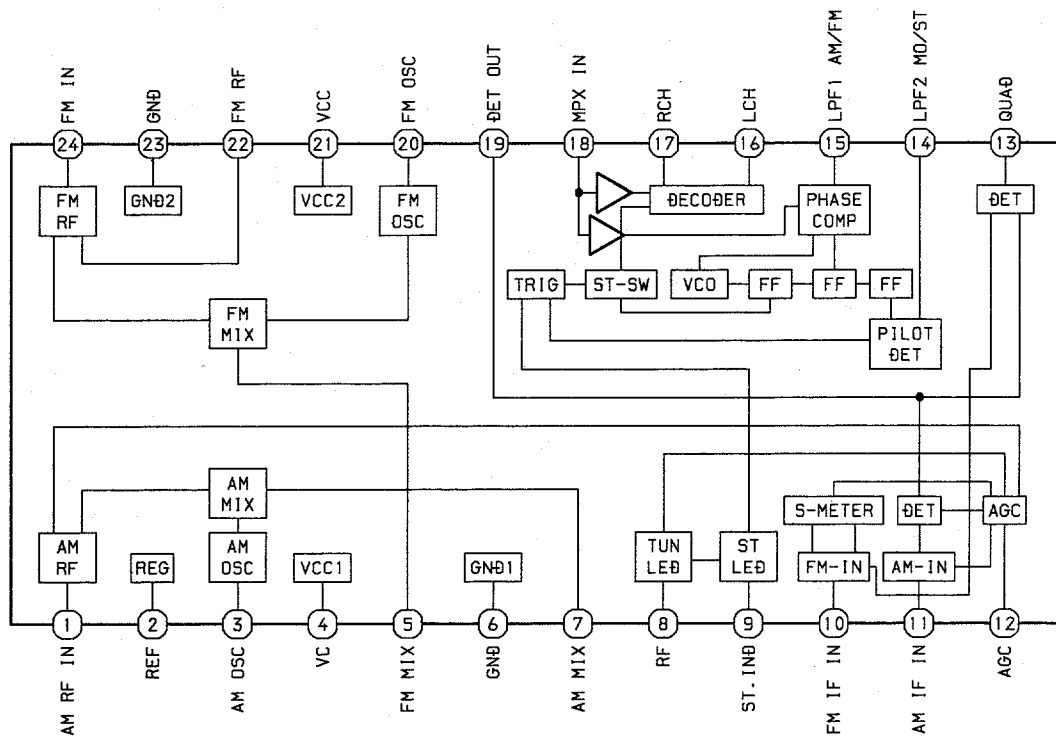 FM IN
GND
FM RF
VCC
FM OSC
DET OUT
MPX IN
RCH
LCH
LPF1 AM/FM
LPF2 MO/ST
QUAD
24
23
22
21
20
19
18
17
16
15
14
13
FM
RF
GND2
VCC2
FM
OSC
DECODER
PHASE
COMP
DET
TRIG
ST-SW
VCO
FF
FF
FF
FM
MIX
PILOT
DET
AM
MIX
S-METER
DET
AGC
AM
RF
REG
AM
OSC
VCC1
GND1
TUN
LED
ST
LED
FM-IN
AM-IN
1
2
3
4
5
6
7
8
9
10
11
12
AM RF IN
REF
AM OSC
VC
FM MIX
GND
AM MIX
RF
ST.IND
FM IF IN
AM IF IN
AGC